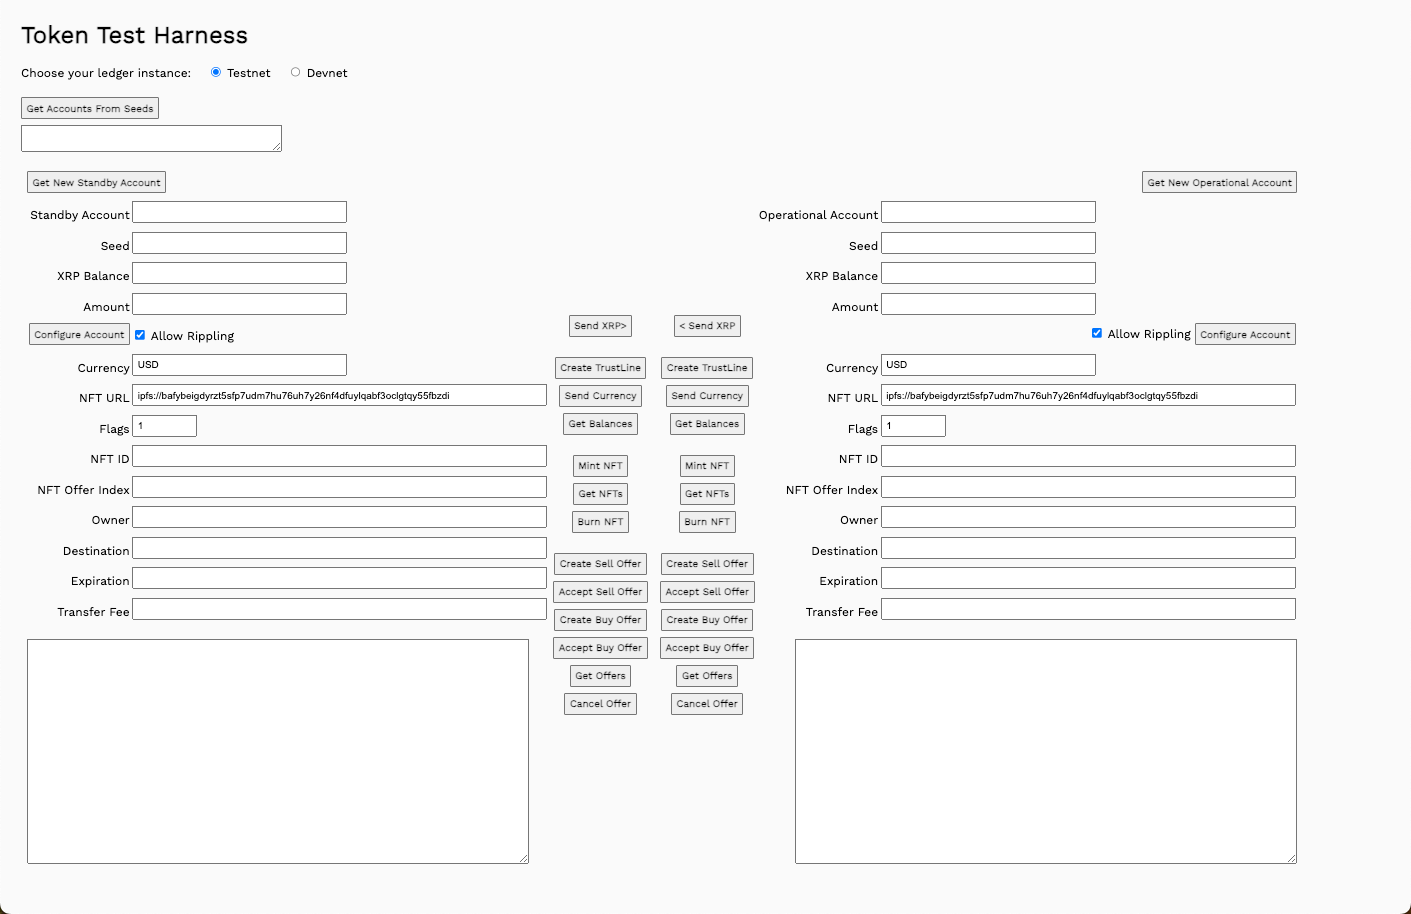 Token Test Harness
Choose your ledger instance: Testnet Devnet
Get Accounts From Seeds
Get New Standby Account
Standby Account
Seed
XRP Balance
Amount
Configure Account Allow Rippling
Currency USD
NFT URL ipfs://bafybeigdyrzt5sfp7udm7hu76uh7y26nf4dfuylqabf3oclgtqy55fbzdi
Flags 1
NFT ID
NFT Offer Index
Owner
Destination
Expiration
Transfer Fee
Send XRP>
Create TrustLine
Send Currency
Get Balances
Mint NFT
Get NFTs
Burn NFT
Create Sell Offer
Accept Sell Offer
Create Buy Offer
Accept Buy Offer
Get Offers
Cancel Offer
< Send XRP
Create TrustLine
Send Currency
Get Balances
Mint NFT
Get NFTs
Burn NFT
Create Sell Offer
Accept Sell Offer
Create Buy Offer
Accept Buy Offer
Get Offers
Cancel Offer
Get New Operational Account
Operational Account
Seed
XRP Balance
Amount
Allow Rippling Configure Account
Currency USD
NFT URL ipfs://bafybeigdyrzt5sfp7udm7hu76uh7y26nf4dfuylqabf3oclgtqy55fbzdi
Flags 1
NFT ID
NFT Offer Index
Owner
Destination
Expiration
Transfer Fee